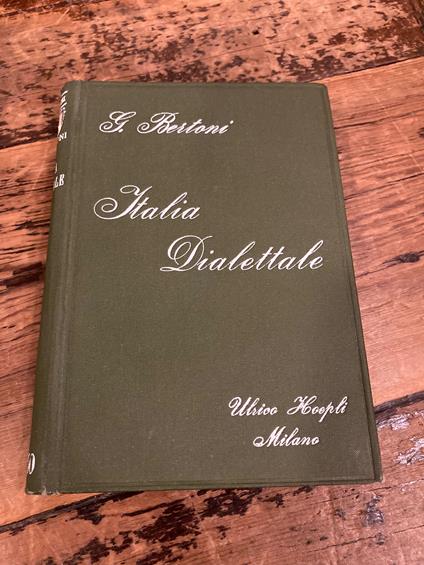 G. Bertoni
Italia
Dialettale
Ulrico Hoepli
Milano